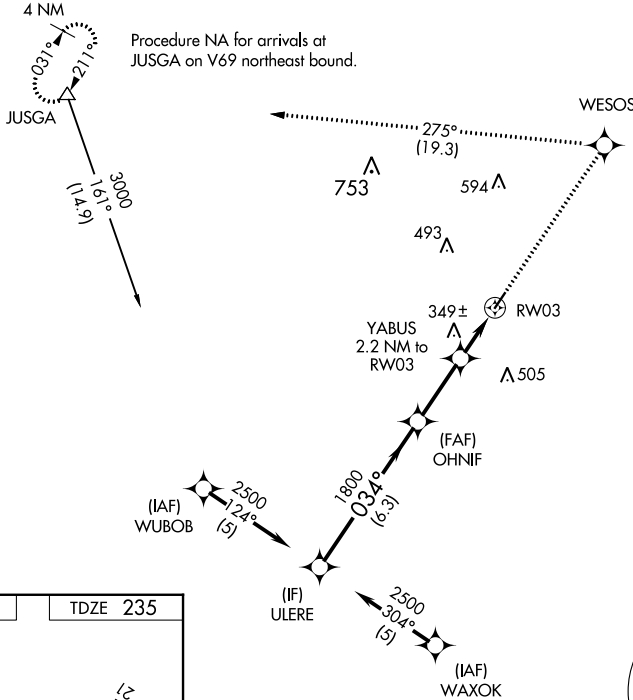 4 NM
031°
211°
JUSGA
Procedure NA for arrivals at
JUSGA on V69 northeast bound.
3000
161°
(14.9)
WESOS
275°
(19.3)
753
594
493
349±
RW03
YABUS
2.2 NM to
RW03
505
(FAF)
OHNIF
1800
034°
(6.3)
(IAF)
WUBOB
2500
124°
(5)
(IF)
ULERE
2500
304°
(5)
(IAF)
WAXOK
TDZE 235
21